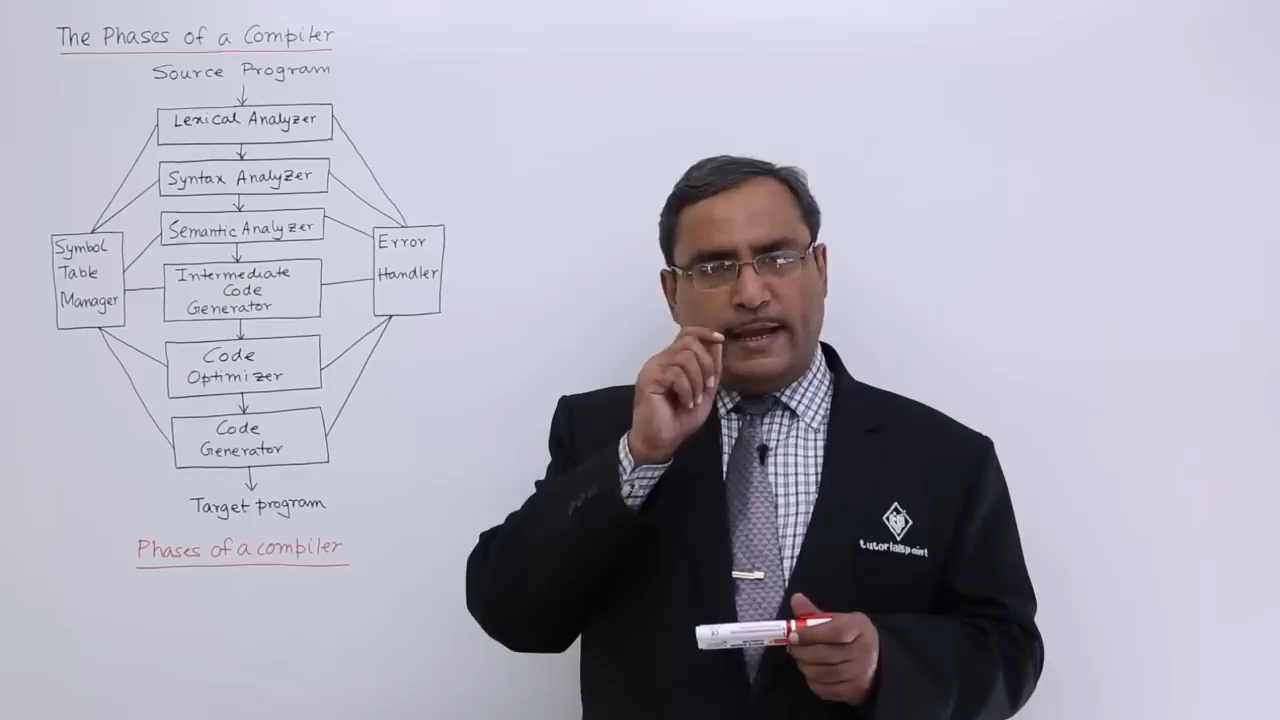 The Phases of a Compiler
Source Program
Lexical Analyzer
Syntax Analyzer
Semantic Analyzer
Symbol
Table
Manager
Error
Handler
Intermediate
Code
Generator
Code
Optimizer
Code
Generator
Target program
Phases of a compiler
tutorialspoint